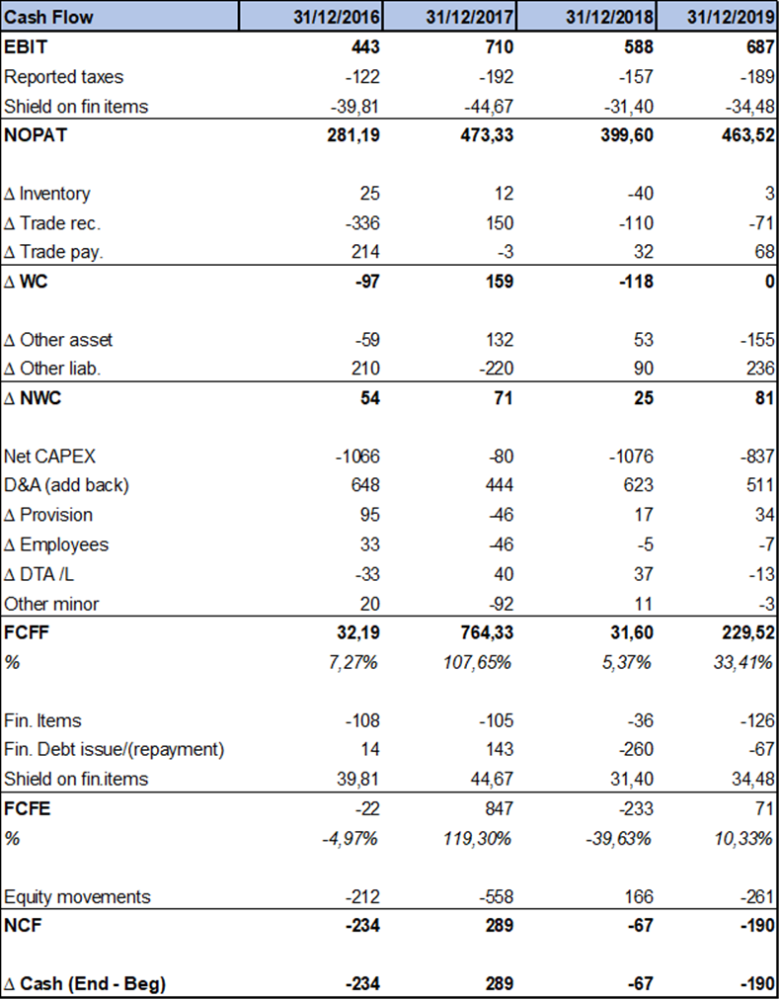 Cash Flow 31/12/2016 31/12/2017 31/12/2018 31/12/2019
EBIT 443 710 588 687
Reported taxes -122 -192 -157 -189
Shield on fin items -39,81 -44,67 -31,40 -34,48
NOPAT 281,19 473,33 399,60 463,52
Δ Inventory 25 12 -40 3
Δ Trade rec. -336 150 -110 -71
Δ Trade pay. 214 -3 32 68
Δ WC -97 159 -118 0
Δ Other asset -59 132 53 -155
Δ Other liab. 210 -220 90 236
Δ NWC 54 71 25 81
Net CAPEX -1066 -80 -1076 -837
D&A (add back) 648 444 623 511
Δ Provision 95 -46 17 34
Δ Employees 33 -46 -5 -7
Δ DTA /L -33 40 37 -13
Other minor 20 -92 11 -3
FCFF 32,19 764,33 31,60 229,52
% 7,27% 107,65% 5,37% 33,41%
Fin. Items -108 -105 -36 -126
Fin. Debt issue/(repayment) 14 143 -260 -67
Shield on fin.items 39,81 44,67 31,40 34,48
FCFE -22 847 -233 71
% -4,97% 119,30% -39,63% 10,33%
Equity movements -212 -558 166 -261
NCF -234 289 -67 -190
Δ Cash (End - Beg) -234 289 -67 -190